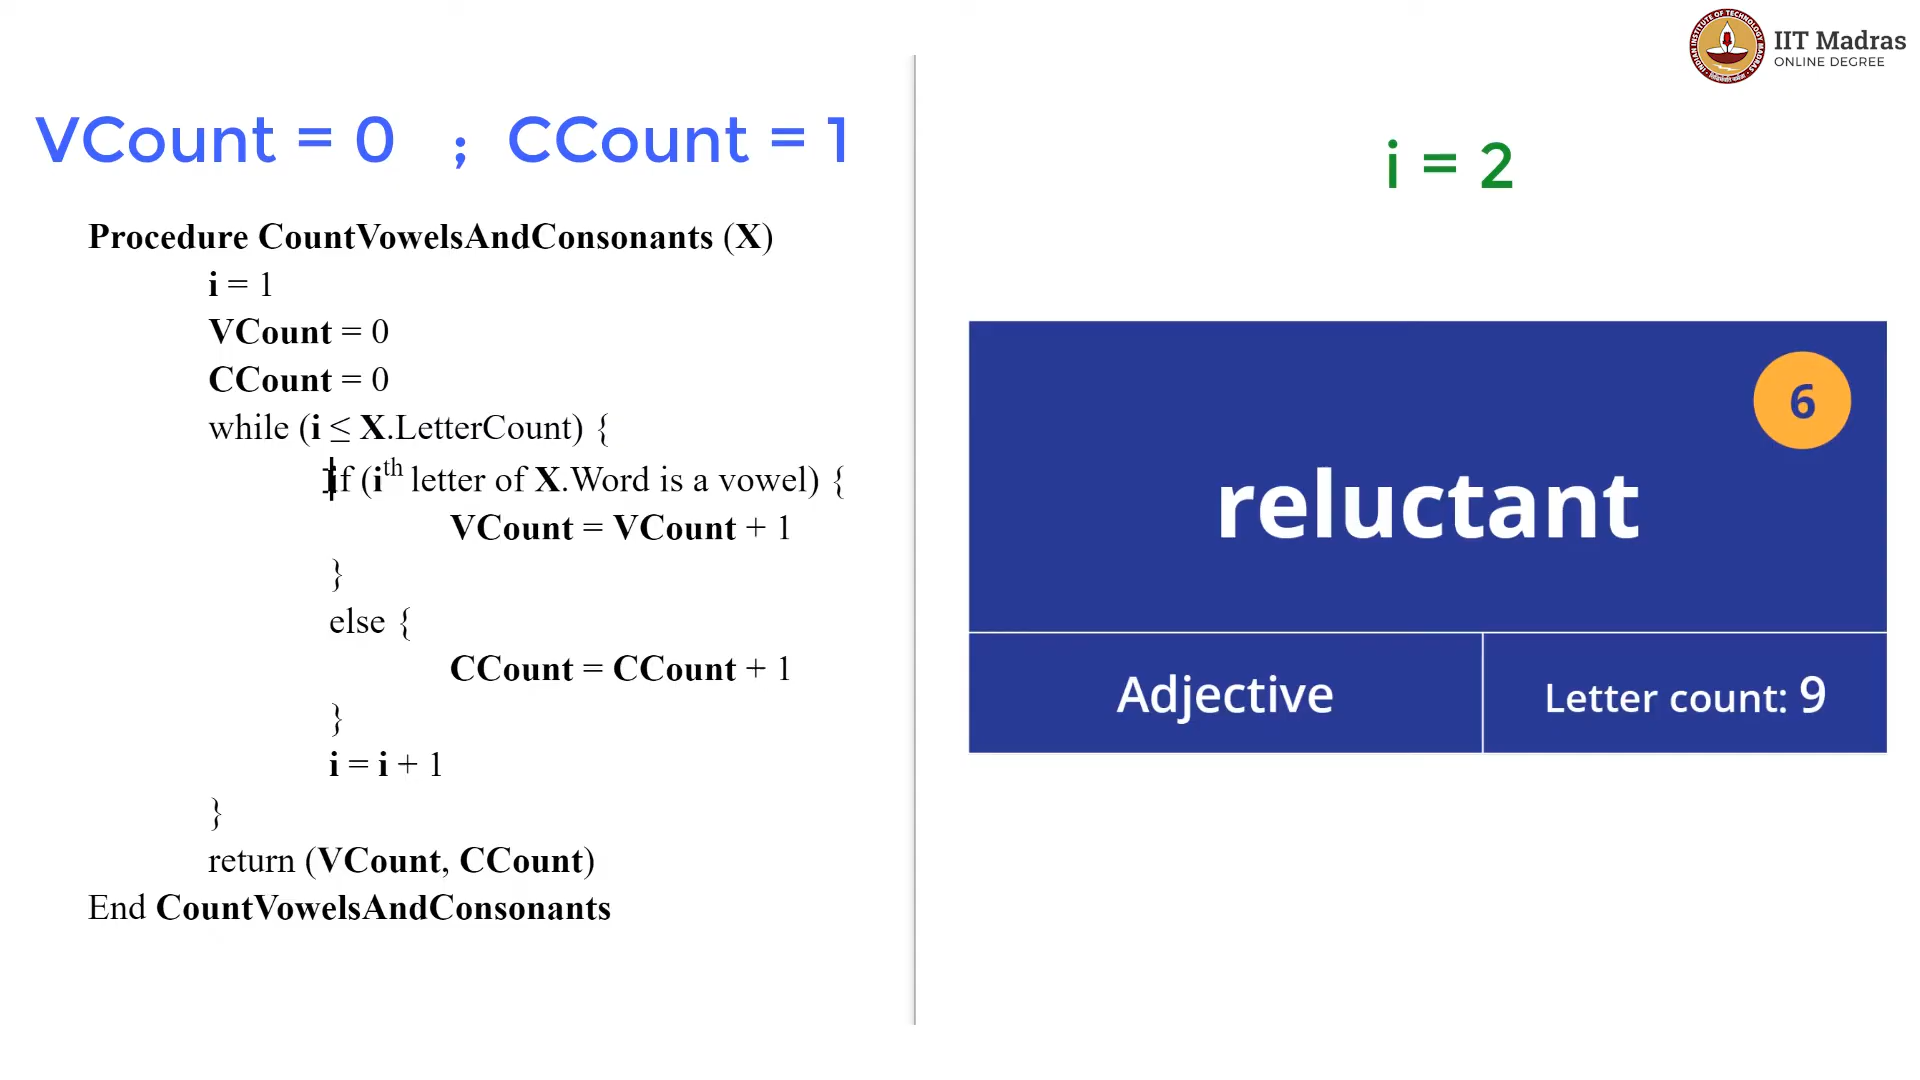 IIT Madras
ONLINE DEGREE
VCount = 0 ; CCount = 1
i = 2
Procedure CountVowelsAndConsonants (X)
i = 1
VCount = 0
CCount = 0
while (i ≤ X.LetterCount) {
if (ith letter of X.Word is a vowel) {
VCount = VCount + 1
}
else {
CCount = CCount + 1
}
i = i + 1
}
return (VCount, CCount)
End CountVowelsAndConsonants
6
reluctant
Adjective
Letter count: 9